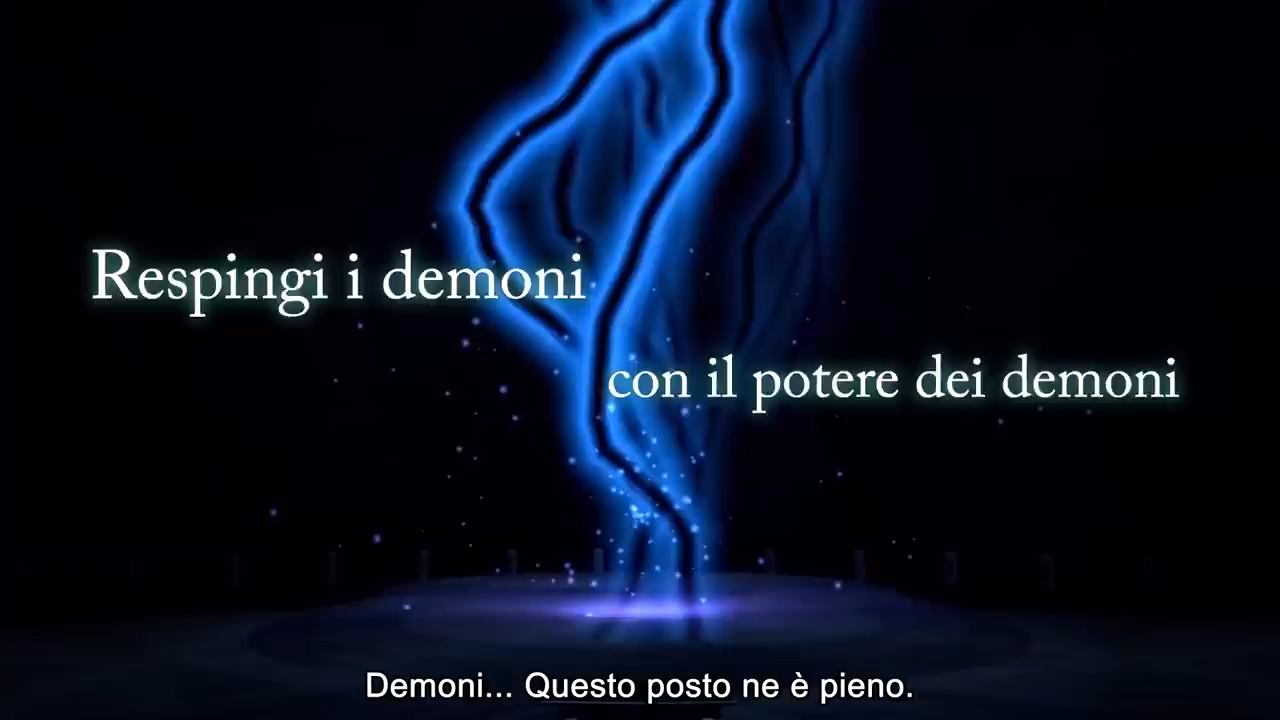 Respingi i demoni
con il potere dei demoni
Demoni... Questo posto ne è pieno.